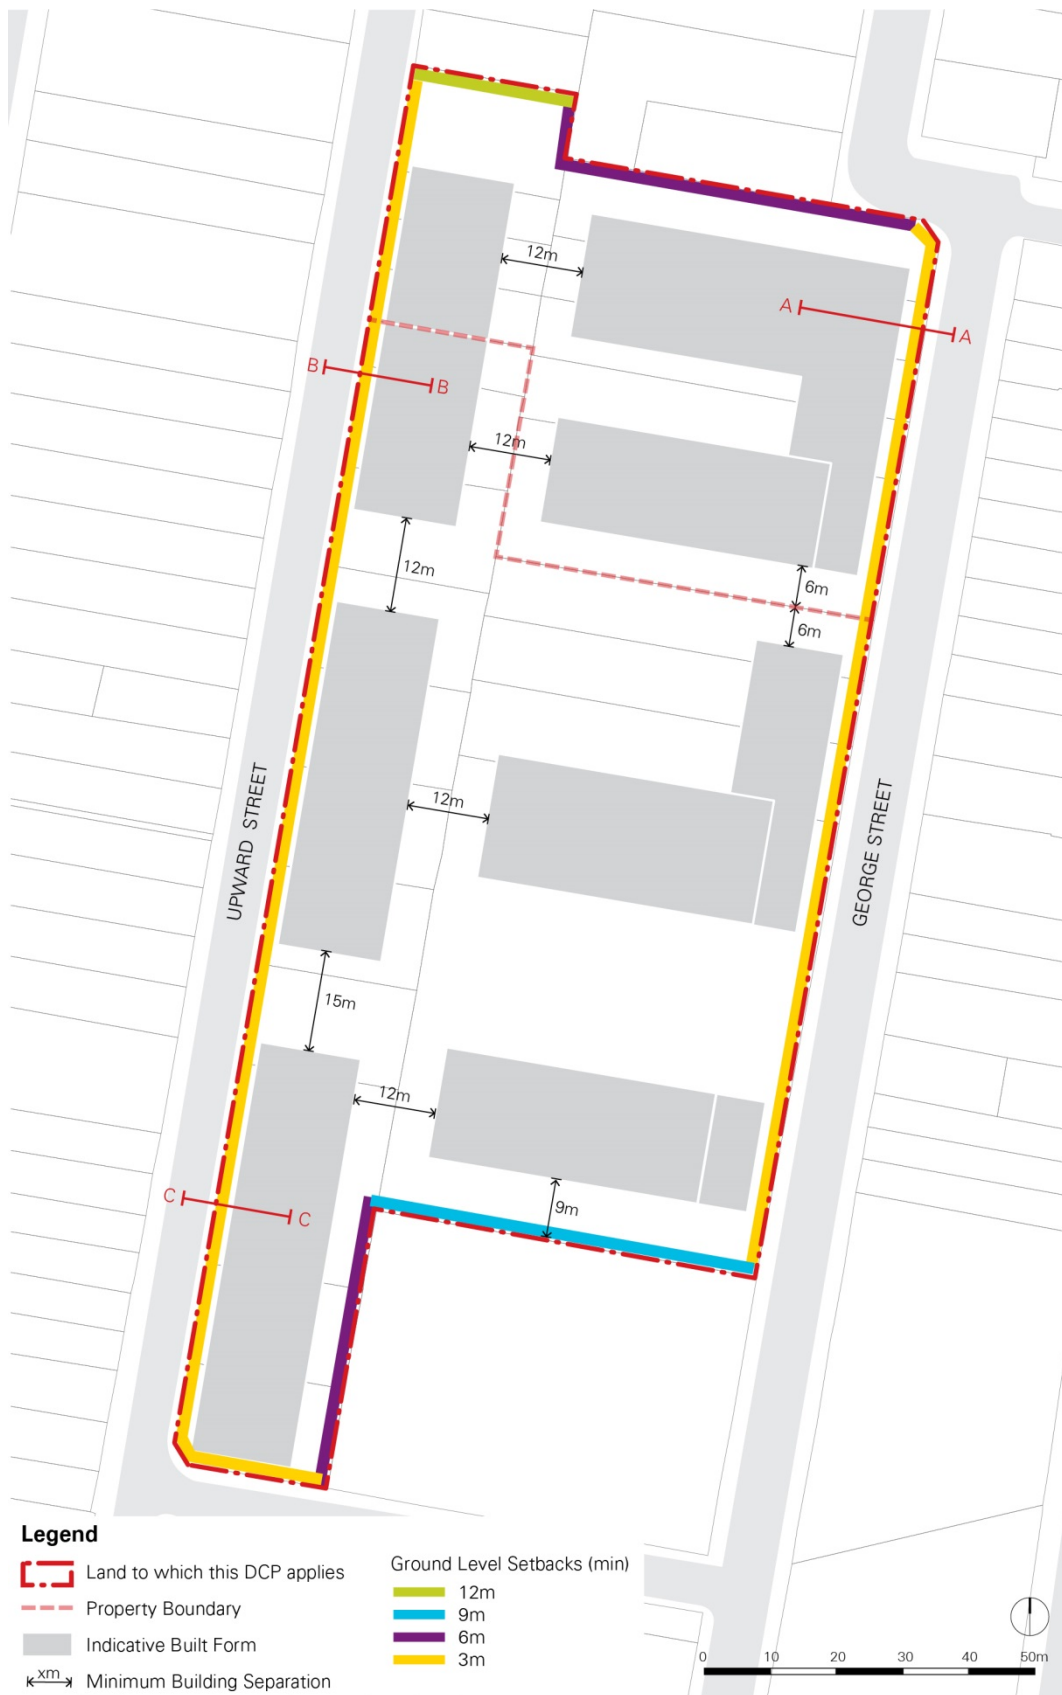 12m
A
A
B
B
12m
12m
6m
6m
UPWARD STREET
GEORGE STREET
12m
15m
12m
C
C
9m
Legend
Land to which this DCP applies
Property Boundary
Indicative Built Form
xm
Minimum Building Separation
Ground Level Setbacks (min)
12m
9m
6m
3m
0 10 20 30 40 50m